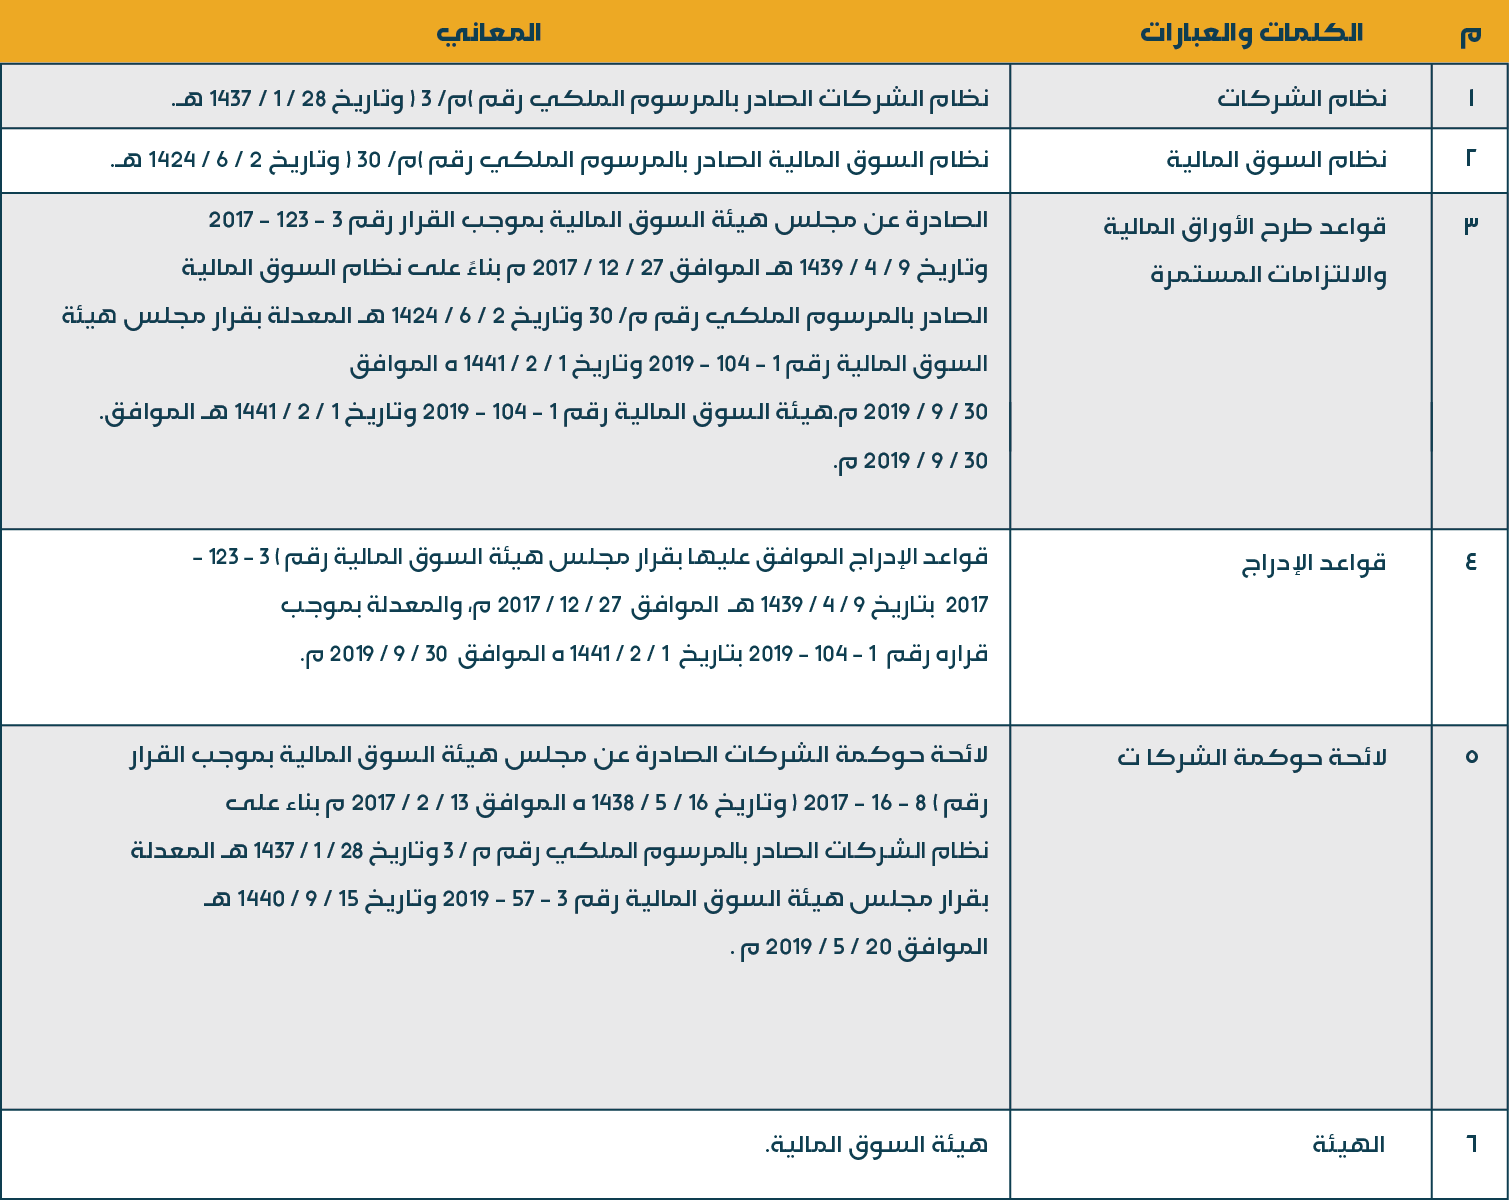 م الكلمات والعبارات المعاني
١ نظام الشركات نظام الشركات الصادر بالمرسوم الملكي رقم )م/ 3 ( وتاريخ 28 / 1 / 1437 هـ.
٢ نظام السوق المالية نظام السوق المالية الصادر بالمرسوم الملكي رقم )م/ 30 ( وتاريخ 2 / 6 / 1424 هـ.
٣ قواعد طرح الأوراق المالية
والالتزامات المستمرة
الصادرة عن مجلس هيئة السوق المالية بموجب القرار رقم 3 - 123 - 2017
وتاريخ 9 / 4 / 1439 هـ الموافق 27 / 12 / 2017 م بناءً على نظام السوق المالية
الصادر بالمرسوم الملكي رقم م/ 30 وتاريخ 2 / 6 / 1424 هـ المعدلة بقرار مجلس هيئة
السوق المالية رقم 1 - 104 - 2019 وتاريخ 1 / 2 / 1441 ه الموافق
30 / 9 / 2019 م.هيئة السوق المالية رقم 1 - 104 - 2019 وتاريخ 1 / 2 / 1441 هـ الموافق.
30 / 9 / 2019 م.
٤ قواعد الإدراج
قواعد الإدراج الموافق عليها بقرار مجلس هيئة السوق المالية رقم ) 3 - 123 -
2017 بتاريخ 9 / 4 / 1439 هـ الموافق 27 / 12 / 2017 م، والمعدلة بموجب
قراره رقم 1 - 104 - 2019 بتاريخ 1 / 2 / 1441 ه الموافق 30 / 9 / 2019 م.
٥ لائحة حوكمة الشركا ت
لائحة حوكمة الشركات الصادرة عن مجلس هيئة السوق المالية بموجب القرار
رقم ) 8 - 16 - 2017 ( وتاريخ 16 / 5 / 1438 ه الموافق 13 / 2 / 2017 م بناء على
نظام الشركات الصادر بالمرسوم الملكي رقم م / 3 وتاريخ 28 / 1 / 1437 هـ المعدلة
بقرار مجلس هيئة السوق المالية رقم 3 - 57 - 2019 وتاريخ 15 / 9 / 1440 هـ
الموافق 20 / 5 / 2019 م .
٦ الهيئة هيئة السوق المالية.